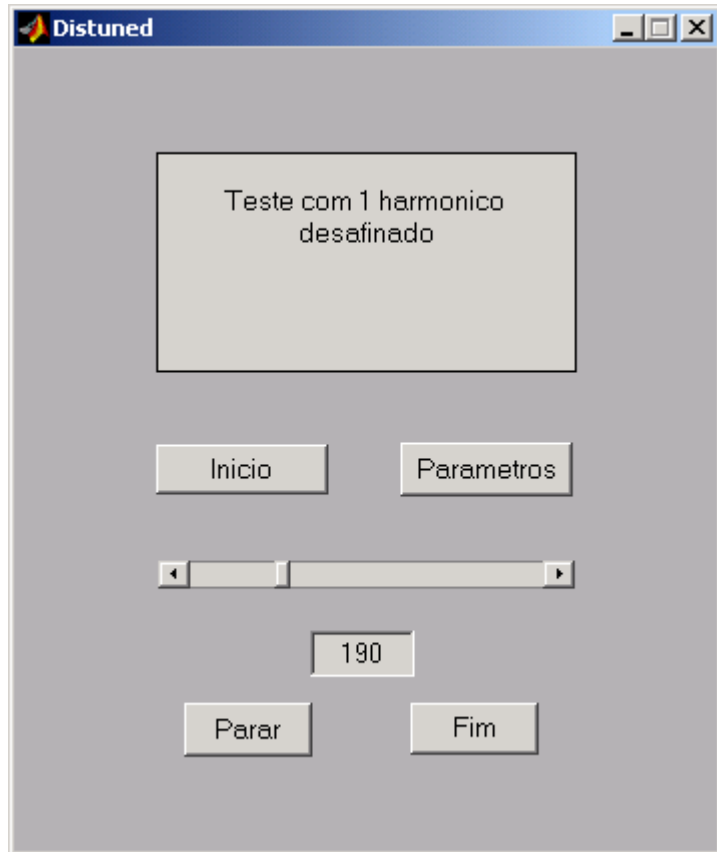 Distuned
Teste com 1 harmonico
desafinado
Inicio
Parametros
190
Parar
Fim